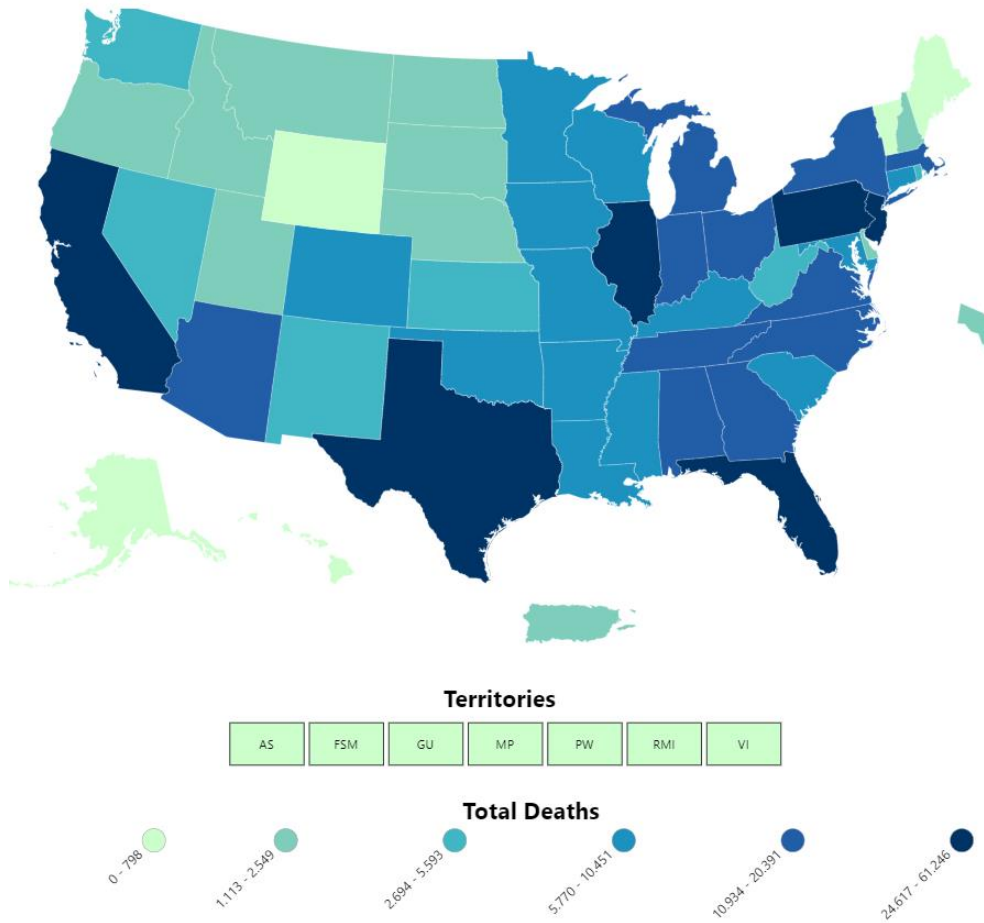 Territories
AS FSM GU MP PW RMI VI
Total Deaths
0 - 798
1.113 - 2.549
2.694 - 5.593
5.770 - 10.451
10.934 - 20.391
24.617 - 61.246